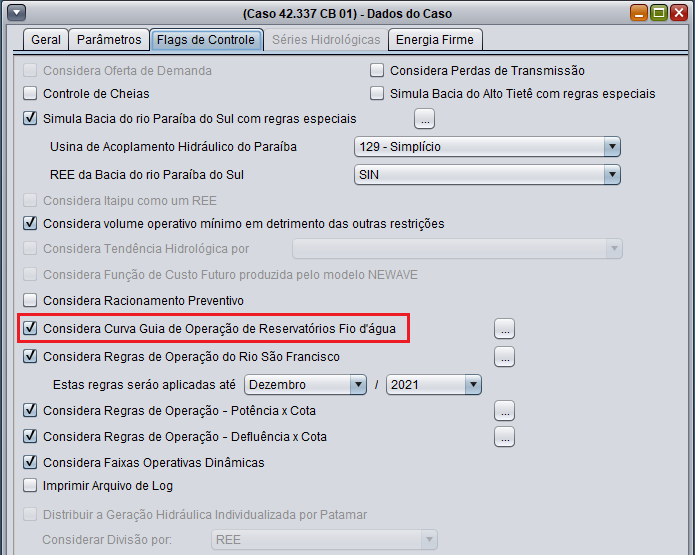 (Caso 42.337 CB 01) - Dados do Caso
Geral Parâmetros Flags de Controle Séries Hidrológicas Energia Firme
Considera Oferta de Demanda Considera Perdas de Transmissão
Controle de Cheias Simula Bacia do Alto Tietê com regras especiais
Simula Bacia do rio Paraíba do Sul com regras especiais ...
Usina de Acoplamento Hidráulico do Paraíba 129 - Simplício
REE da Bacia do rio Paraíba do Sul SIN
Considera Itaipu como um REE
Considera volume operativo mínimo em detrimento das outras restrições
Considera Tendência Hidrológica por
Considera Função de Custo Futuro produzida pelo modelo NEWAVE
Considera Racionamento Preventivo
Considera Curva Guia de Operação de Reservatórios Fio d'água ...
Considera Regras de Operação do Rio São Francisco ...
Estas regras serão aplicadas até Dezembro / 2021
Considera Regras de Operação - Potência x Cota ...
Considera Regras de Operação - Defluência x Cota ...
Considera Faixas Operativas Dinâmicas
Imprimir Arquivo de Log
Distribuir a Geração Hidráulica Individualizada por Patamar
Considerar Divisão por: REE